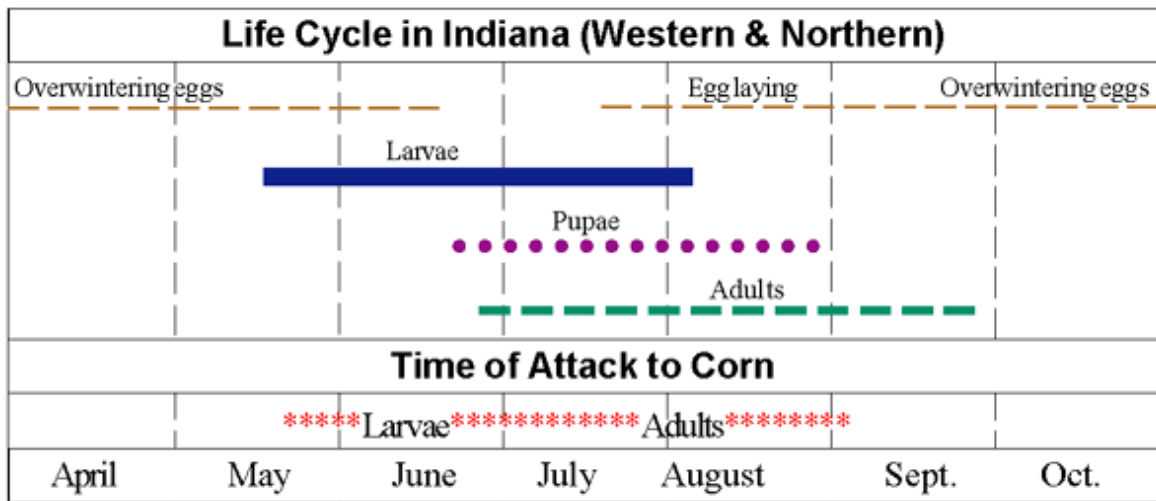 Life Cycle in Indiana (Western & Northern)
Overwintering eggs Egg laying Overwintering eggs
Larvae
Pupae
Adults
Time of Attack to Corn
*****Larvae************Adults********
April May June July August Sept. Oct.